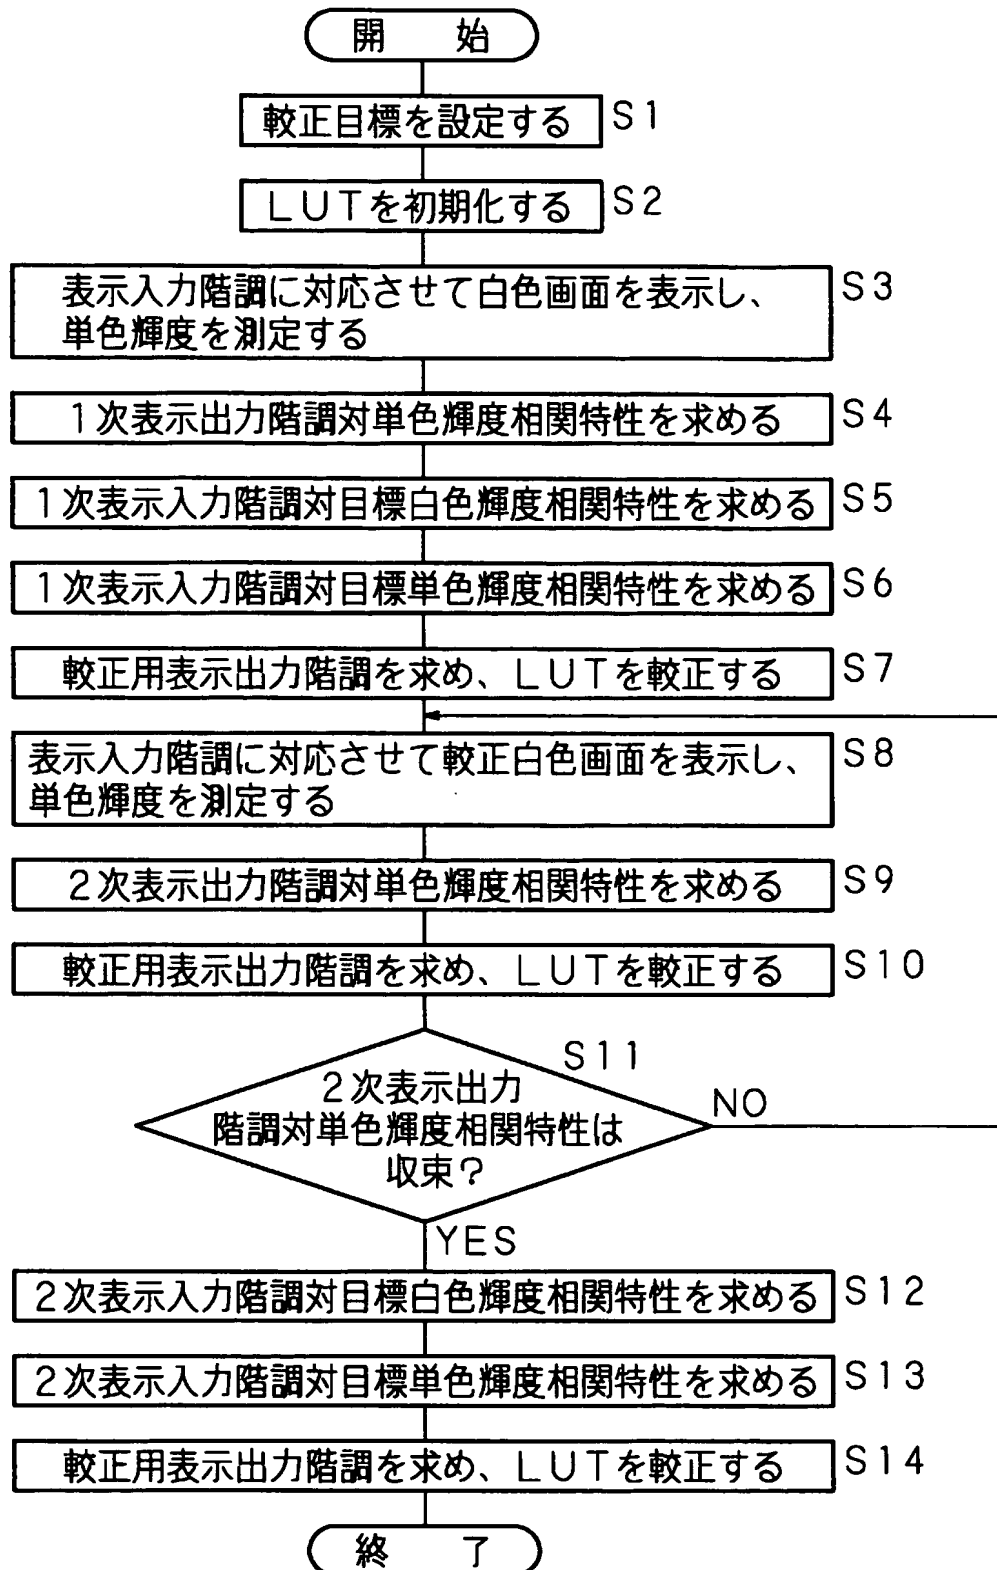 開 始
較正目標を設定する S1
LUTを初期化する S2
表示入力階調に対応させて白色画面を表示し、 S3
単色輝度を測定する
1次表示出力階調対単色輝度相関特性を求める S4
1次表示入力階調対目標白色輝度相関特性を求める S5
1次表示入力階調対目標単色輝度相関特性を求める S6
較正用表示出力階調を求め、LUTを較正する S7
表示入力階調に対応させて較正白色画面を表示し、 S8
単色輝度を測定する
2次表示出力階調対単色輝度相関特性を求める S9
較正用表示出力階調を求め、LUTを較正する S10
S11
2次表示出力
階調対単色輝度相関特性は
収束?
NO
YES
2次表示入力階調対目標白色輝度相関特性を求める S12
2次表示入力階調対目標単色輝度相関特性を求める S13
較正用表示出力階調を求め、LUTを較正する S14
終 了